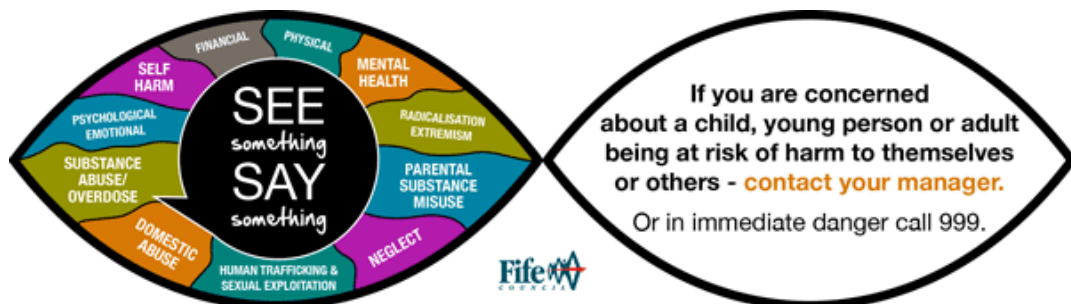 FINANCIAL
PHYSICAL
SELF
HARM
MENTAL
HEALTH
PSYCHOLOGICAL
EMOTIONAL
RADICALISATION
EXTREMISM
SUBSTANCE
ABUSE/
OVERDOSE
PARENTAL
SUBSTANCE
MISUSE
DOMESTIC
ABUSE
NEGLECT
HUMAN TRAFFICKING &
SEXUAL EXPLOITATION
SEE
something
SAY
something
Fife
COUNCIL
If you are concerned
about a child, young person or adult
being at risk of harm to themselves
or others - contact your manager.
Or in immediate danger call 999.